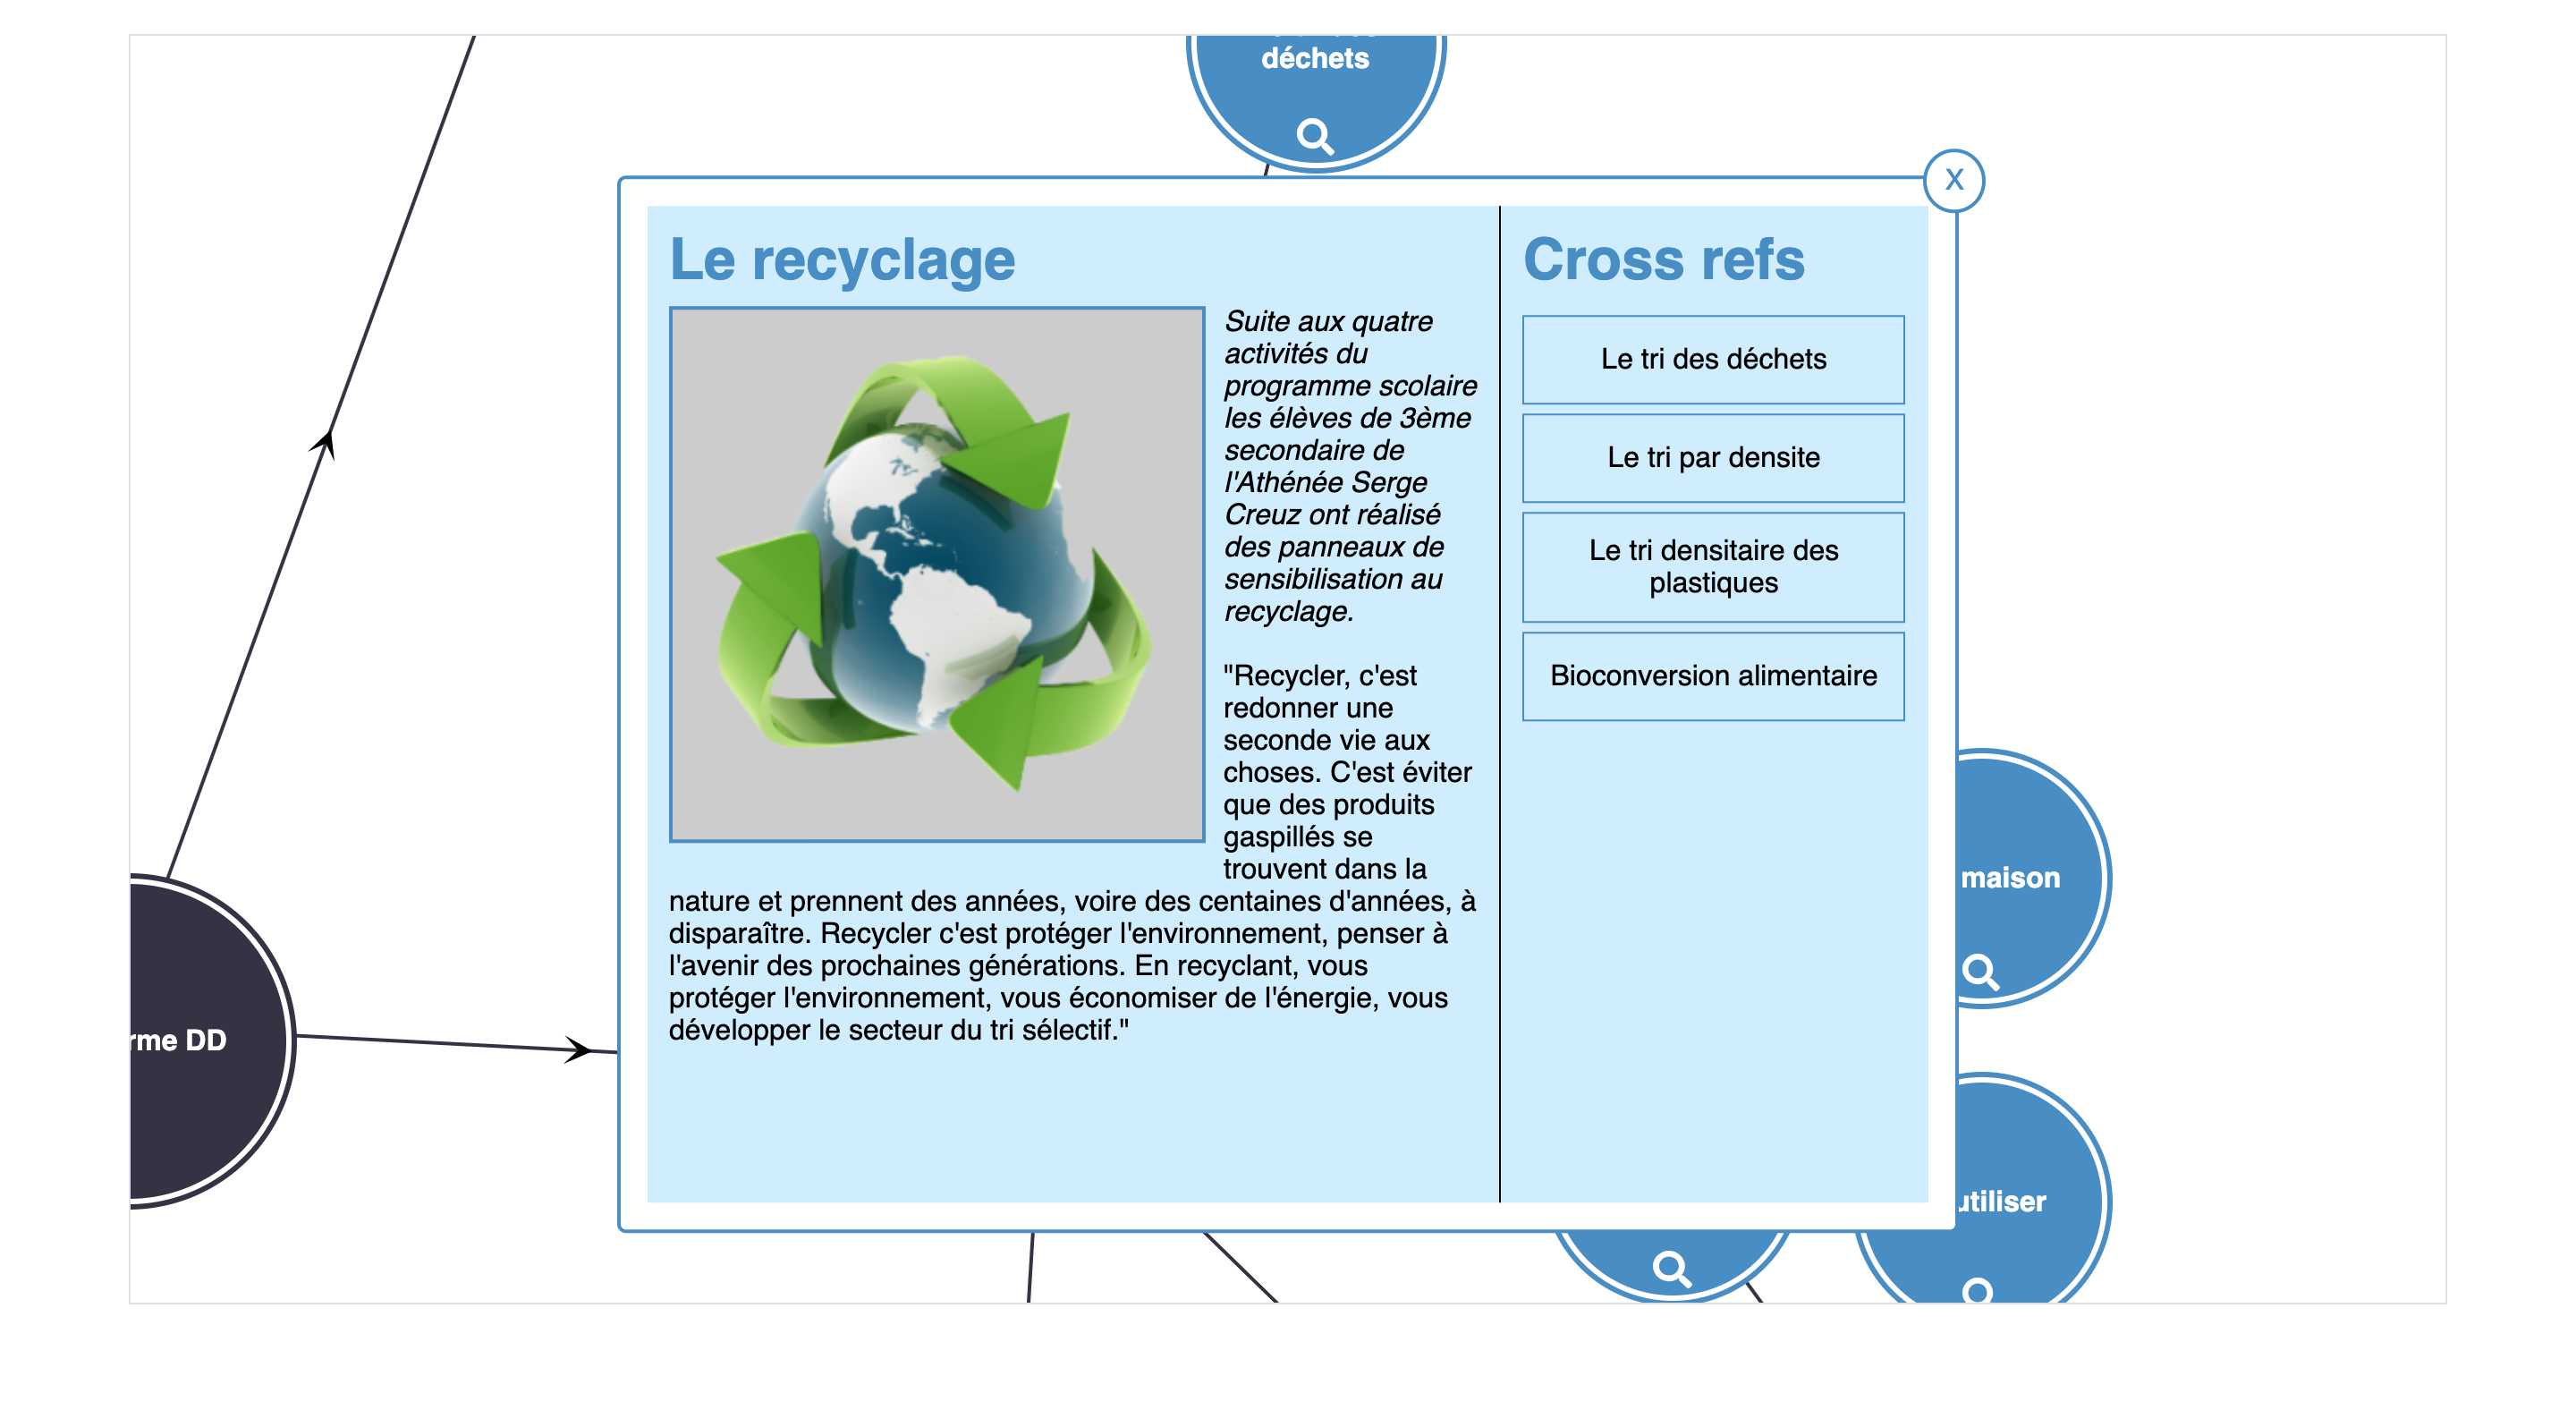 déchets
X
Le recyclage
Suite aux quatre
activités du
programme scolaire
les élèves de 3ème
secondaire de
l'Athénée Serge
Creuz ont réalisé
des panneaux de
sensibilisation au
recyclage.
"Recycler, c'est
redonner une
seconde vie aux
choses. C'est éviter
que des produits
gaspillés se
trouvent dans la
nature et prennent des années, voire des centaines d'années, à
disparaître. Recycler c'est protéger l'environnement, penser à
l'avenir des prochaines générations. En recyclant, vous
protéger l'environnement, vous économiser de l'énergie, vous
développer le secteur du tri sélectif."
Cross refs
Le tri des déchets
Le tri par densite
Le tri densitaire des
plastiques
Bioconversion alimentaire
maison
rme DD
utiliser